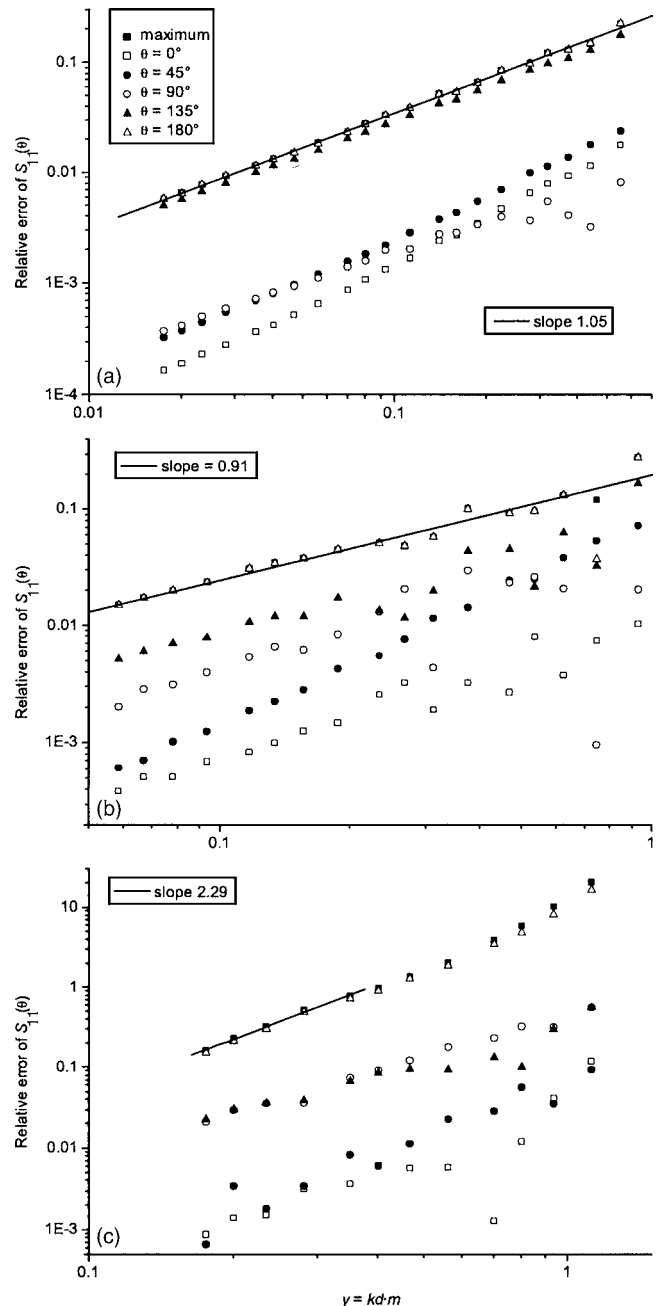 maximum
θ = 0°
θ = 45°
θ = 90°
θ = 135°
θ = 180°
0.1
0.01
1E-3
1E-4
Relative error of S₁₁(θ)
slope 1.05
(a)
0.01
0.1
slope = 0.91
0.1
0.01
1E-3
Relative error of S₁₁(θ)
(b)
0.1
1
slope 2.29
10
1
0.1
0.01
1E-3
Relative error of S₁₁(θ)
(c)
0.1
1
y = kd·m